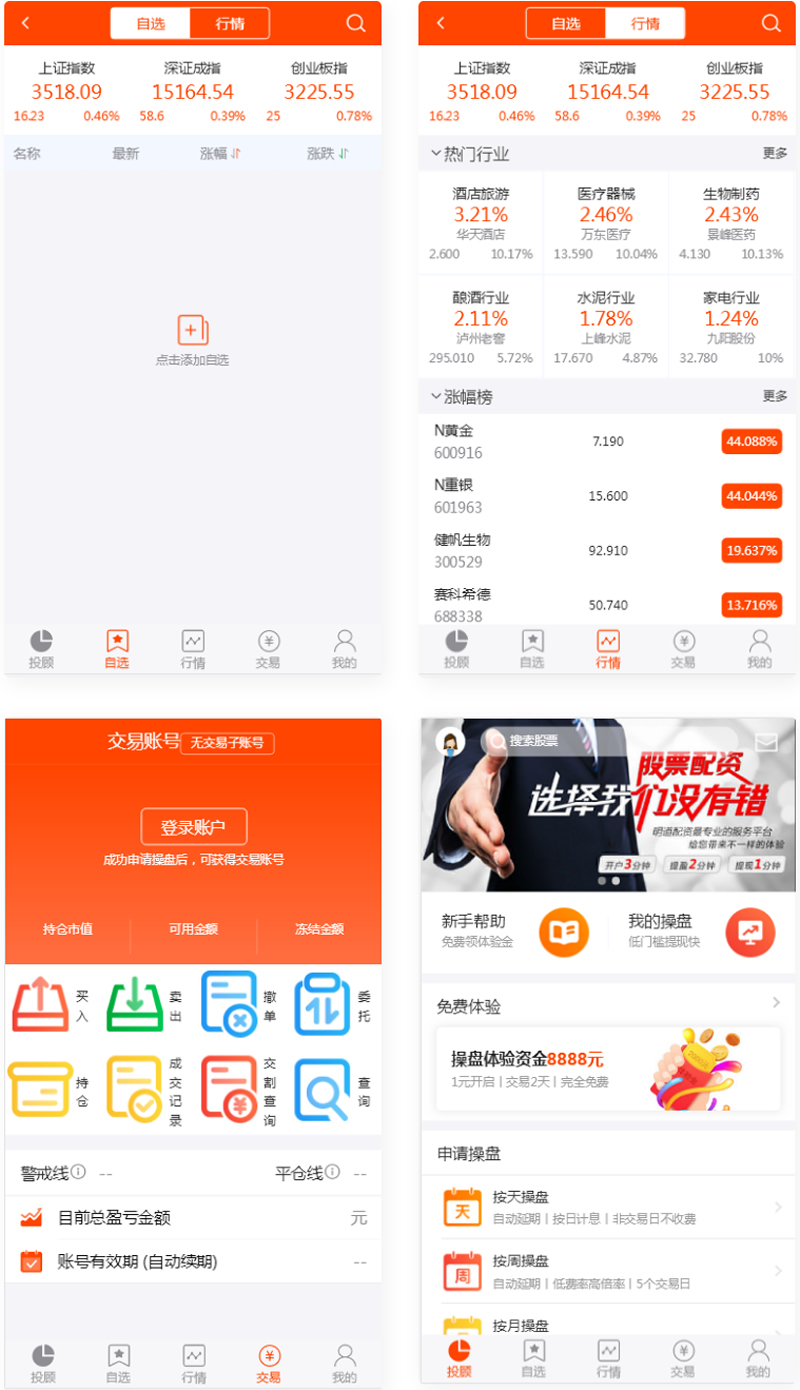 自选 行情
上证指数 深证成指 创业板指
3518.09 15164.54 3225.55
16.23 0.46% 58.6 0.39% 25 0.78%
名称 最新 涨幅 涨跌
点击添加自选
投顾 自选 行情 交易 我的
自选 行情
上证指数 深证成指 创业板指
3518.09 15164.54 3225.55
16.23 0.46% 58.6 0.39% 25 0.78%
热门行业 更多
酒店旅游 医疗器械 生物制药
3.21% 2.46% 2.43%
华天酒店 万东医疗 景峰医药
2.600 10.17% 13.590 10.04% 4.130 10.13%
酿酒行业 水泥行业 家电行业
2.11% 1.78% 1.24%
泸州老窖 上峰水泥 九阳股份
295.010 5.72% 17.670 4.87% 32.780 10%
涨幅榜 更多
N黄金
600916 7.190 44.088%
N重银
601963 15.600 44.044%
健帆生物
300529 92.910 19.637%
赛科希德
688338 50.740 13.716%
投顾 自选 行情 交易 我的
交易账号 无交易子账号
登录账户
成功申请操盘后，可获得交易账号
持仓市值 可用金额 冻结金额
买入 卖出 撤单 委托
持仓 成交记录 交割查询 查询
警戒线 -- 平仓线 --
目前总盈亏金额 元
账号有效期 (自动续期) --
投顾 自选 行情 交易 我的
搜索股票
股票配资
选择我们没有错
明道配资最专业的服务平台
给您带来不一样的体验
开户3分钟 提盈2分钟 提现1分钟
新手帮助 我的操盘
免费领体验金 低门槛提现快
免费体验
操盘体验资金8888元
1元开启 | 交易2天 | 完全免费
申请操盘
天 按天操盘
自动延期 | 按日计息 | 非交易日不收费
周 按周操盘
自动延期 | 低费率高倍率 | 5个交易日
按月操盘
投顾 自选 行情 交易 我的